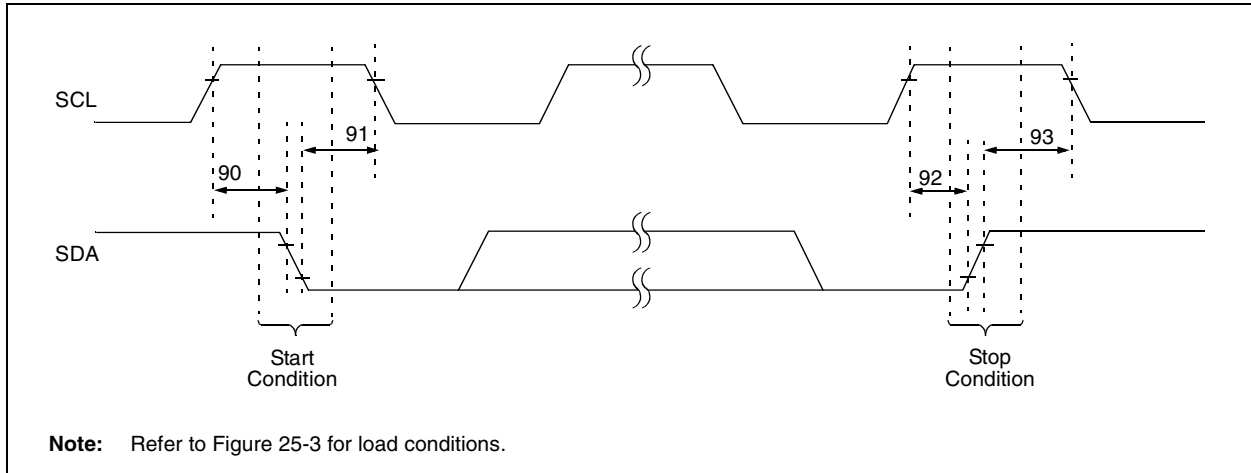 SCL
91
93
90
92
SDA
Start
Condition
Stop
Condition
Note: Refer to Figure 25-3 for load conditions.